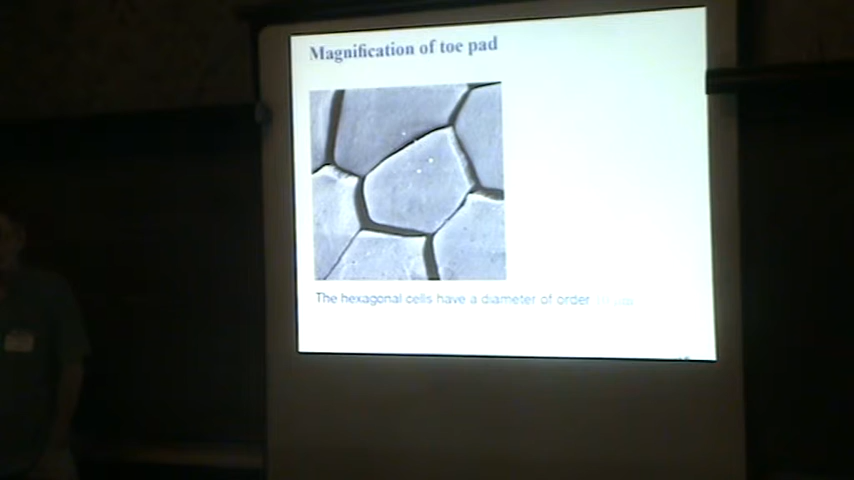 Magnification of toe pad
The hexagonal cells have a diameter of order